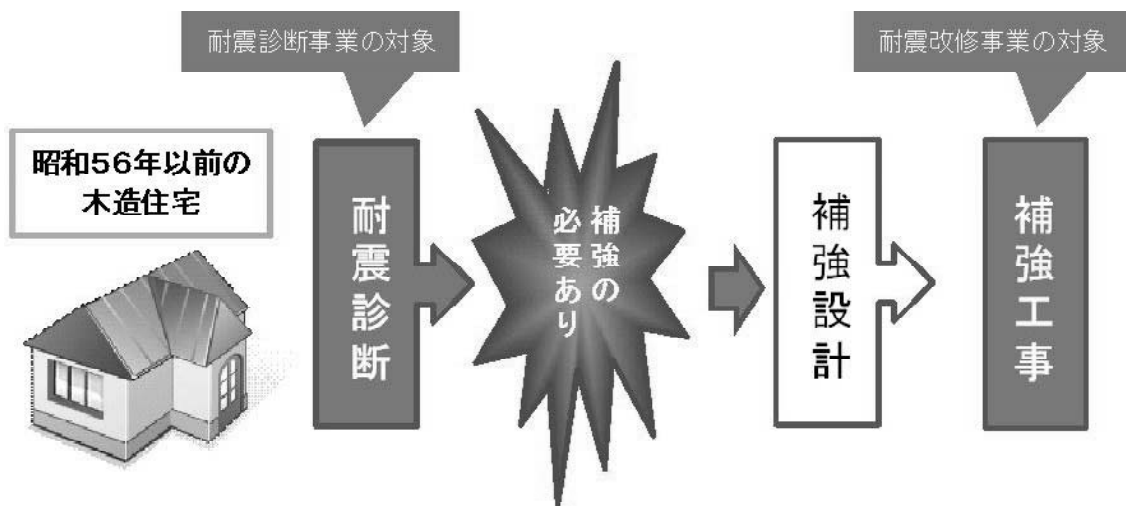 耐震診断事業の対象
耐震改修事業の対象
昭和56年以前の
木造住宅
耐震診断
補強の
必要あり
補強設計
補強工事